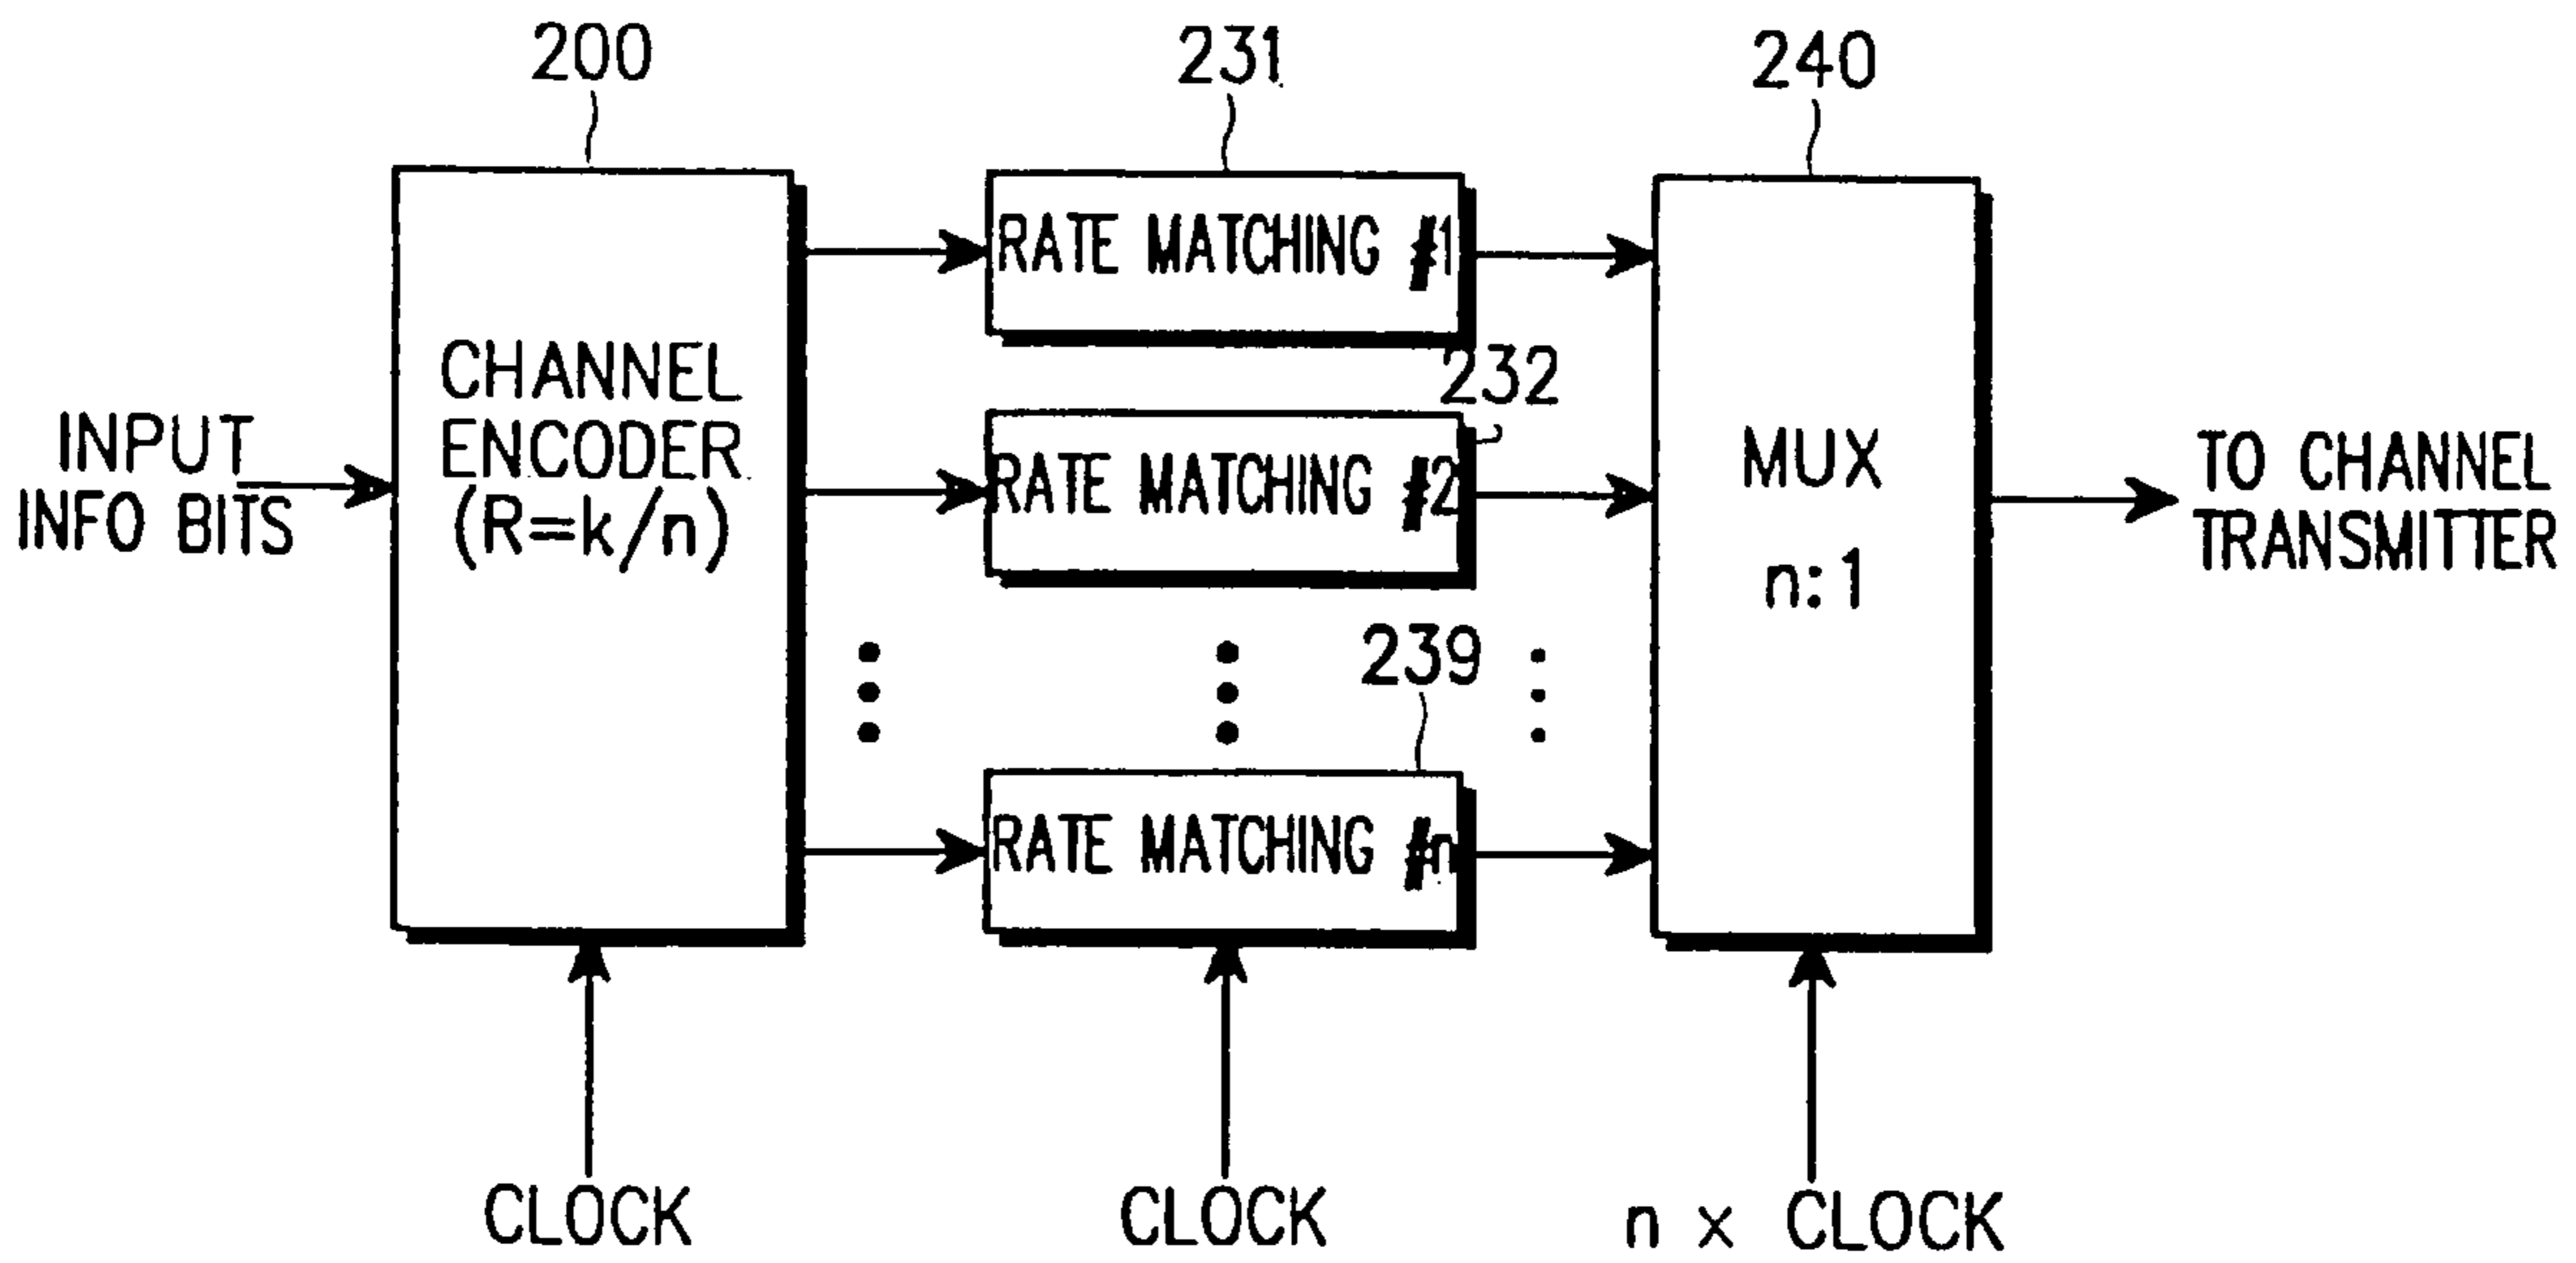 200
231
240
RATE MATCHING #1
CHANNEL
ENCODER
(R=k/n)
232
INPUT
INFO BITS
RATE MATCHING #2
MUX
n:1
TO CHANNEL
TRANSMITTER
239
RATE MATCHING #n
CLOCK
CLOCK
n x CLOCK